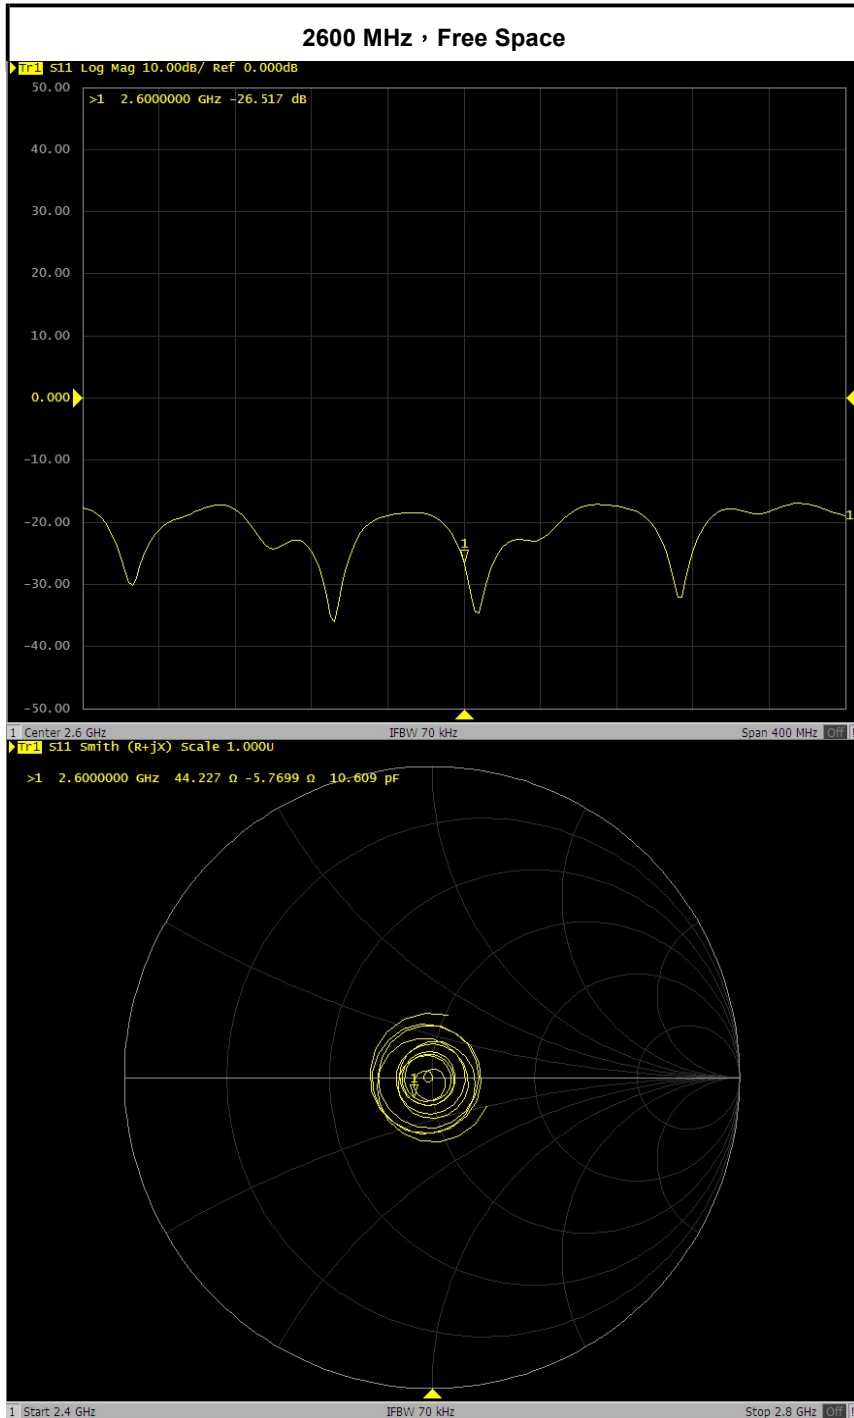 2600 MHz，Free Space
Tr1 S11 Log Mag 10.00dB/ Ref 0.000dB
50.00
>1 2.6000000 GHz -26.517 dB
40.00
30.00
20.00
10.00
0.000
-10.00
-20.00
1
1
-30.00
-40.00
-50.00
1 Center 2.6 GHz IFBW 70 kHz Span 400 MHz Off
Tr1 S11 Smith (R+jX) Scale 1.000U
>1 2.6000000 GHz 44.227 Ω -5.7699 Ω 10.609 pF
1
1 Start 2.4 GHz IFBW 70 kHz Stop 2.8 GHz Off